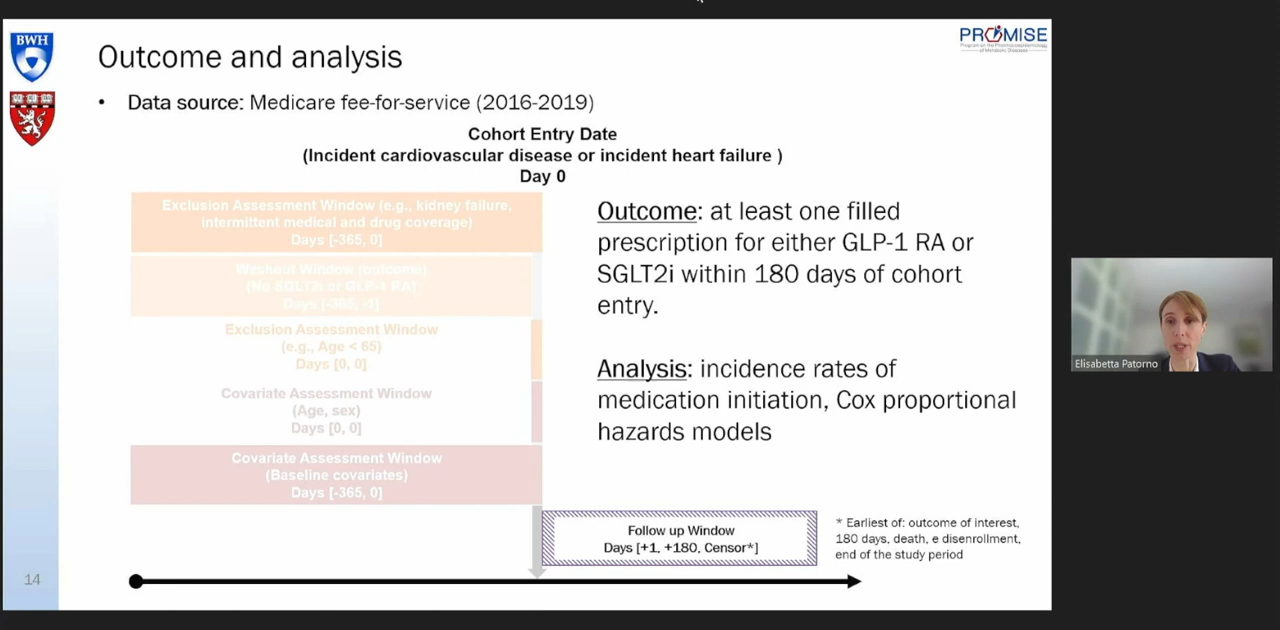 BWH
PROMISE
Program on the Pharmacoepidemiology
of Metabolic Diseases
Outcome and analysis
• Data source: Medicare fee-for-service (2016-2019)
Cohort Entry Date
(Incident cardiovascular disease or incident heart failure )
Day 0
Exclusion Assessment Window (e.g., kidney failure,
intermittent medical and drug coverage)
Days [-365, 0]
Washout Window (outcome)
(No SGLT2i or GLP-1 RA)
Days [-365, -1]
Exclusion Assessment Window
(e.g., Age < 65)
Days [0, 0]
Covariate Assessment Window
(Age, sex)
Days [0, 0]
Covariate Assessment Window
(Baseline covariates)
Days [-365, 0]
Outcome: at least one filled
prescription for either GLP-1 RA or
SGLT2i within 180 days of cohort
entry.
Analysis: incidence rates of
medication initiation, Cox proportional
hazards models
Follow up Window
Days [+1, +180, Censor*]
* Earliest of: outcome of interest,
180 days, death, e disenrollment,
end of the study period
14
Elisabetta Patorno